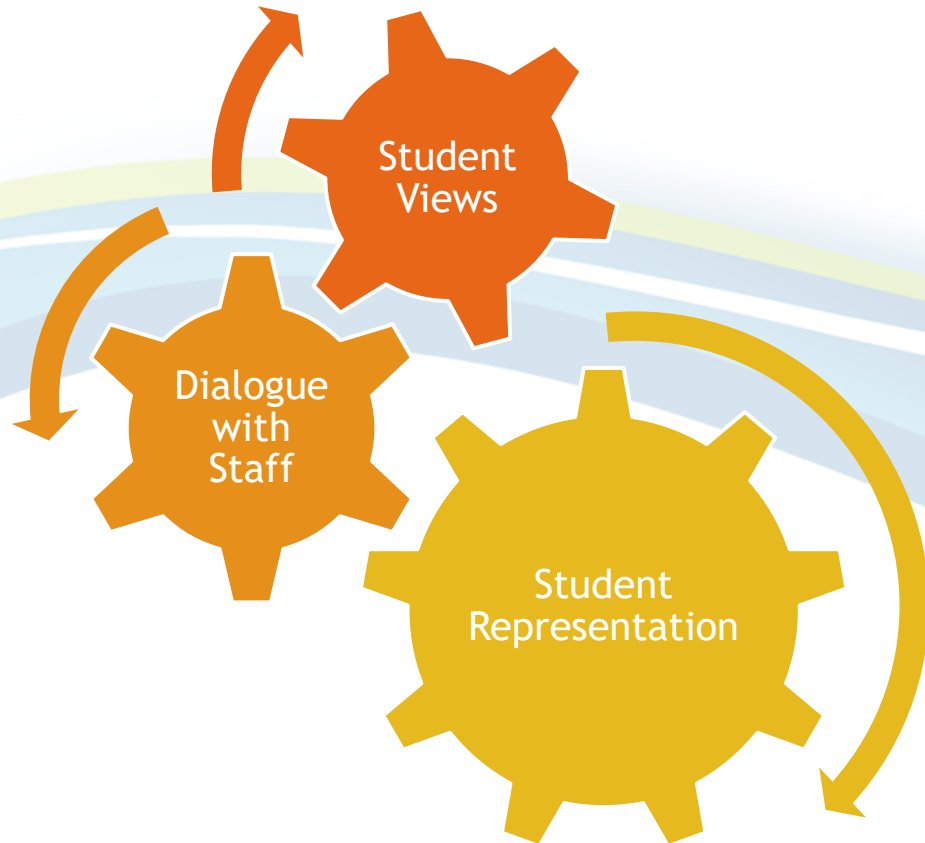 Student
Views
Dialogue
with
Staff
Student
Representation